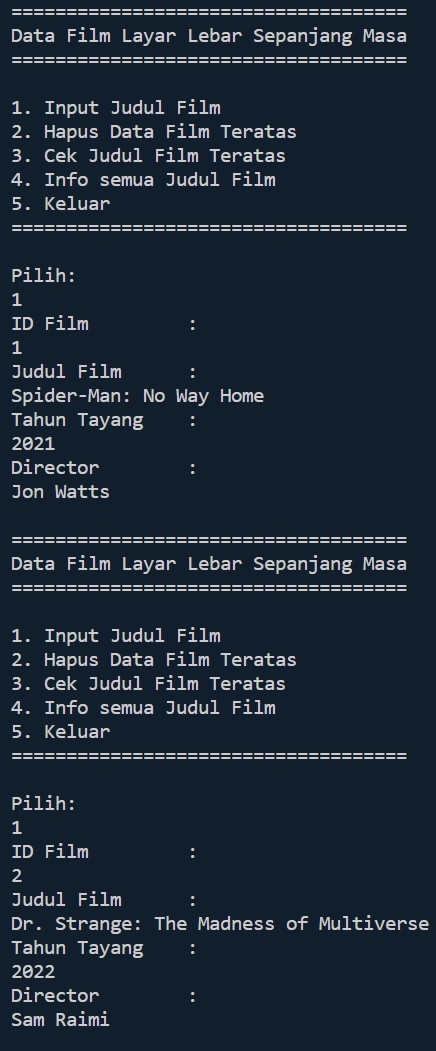 ====================================
Data Film Layar Lebar Sepanjang Masa
====================================
1. Input Judul Film
2. Hapus Data Film Teratas
3. Cek Judul Film Teratas
4. Info semua Judul Film
5. Keluar
====================================
Pilih:
1
ID Film         :
1
Judul Film      :
Spider-Man: No Way Home
Tahun Tayang    :
2021
Director        :
Jon Watts
====================================
Data Film Layar Lebar Sepanjang Masa
====================================
1. Input Judul Film
2. Hapus Data Film Teratas
3. Cek Judul Film Teratas
4. Info semua Judul Film
5. Keluar
====================================
Pilih:
1
ID Film         :
2
Judul Film      :
Dr. Strange: The Madness of Multiverse
Tahun Tayang    :
2022
Director        :
Sam Raimi